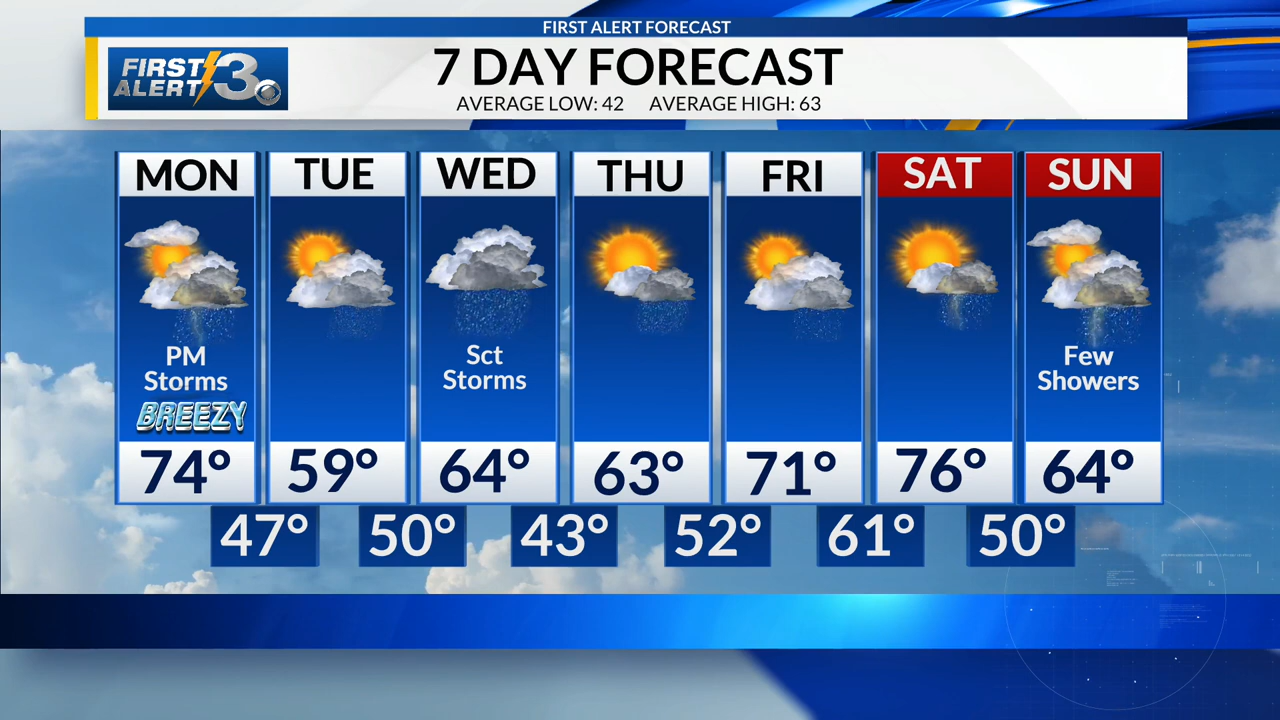 FIRST ALERT FORECAST
FIRST
ALERT 3
7 DAY FORECAST
AVERAGE LOW: 42 AVERAGE HIGH: 63
MON TUE WED THU FRI SAT SUN
PM
Storms
BREEZY
Sct
Storms
Few
Showers
74° 59° 64° 63° 71° 76° 64°
47° 50° 43° 52° 61° 50°